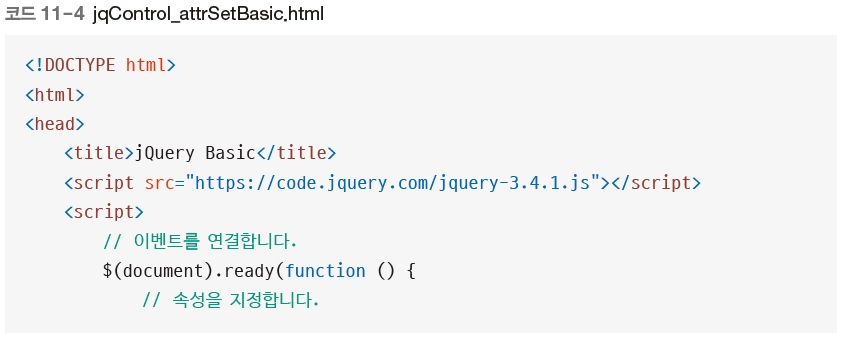 코드 11-4 jqControl_attrSetBasic.html
<!DOCTYPE html>
<html>
<head>
    <title>jQuery Basic</title>
    <script src="https://code.jquery.com/jquery-3.4.1.js"></script>
    <script>
        // 이벤트를 연결합니다.
        $(document).ready(function () {
            // 속성을 지정합니다.